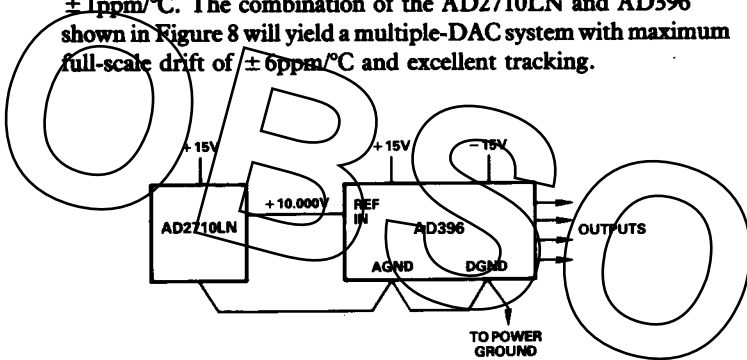 ±1ppm/°C. The combination of the AD2710LN and AD396
shown in Figure 8 will yield a multiple-DAC system with maximum
full-scale drift of ±6ppm/°C and excellent tracking.
+15V
+15V
-15V
AD2710LN
+10.000V
REF
IN
AD396
OUTPUTS
AGND
DGND
TO POWER
GROUND
OBSO